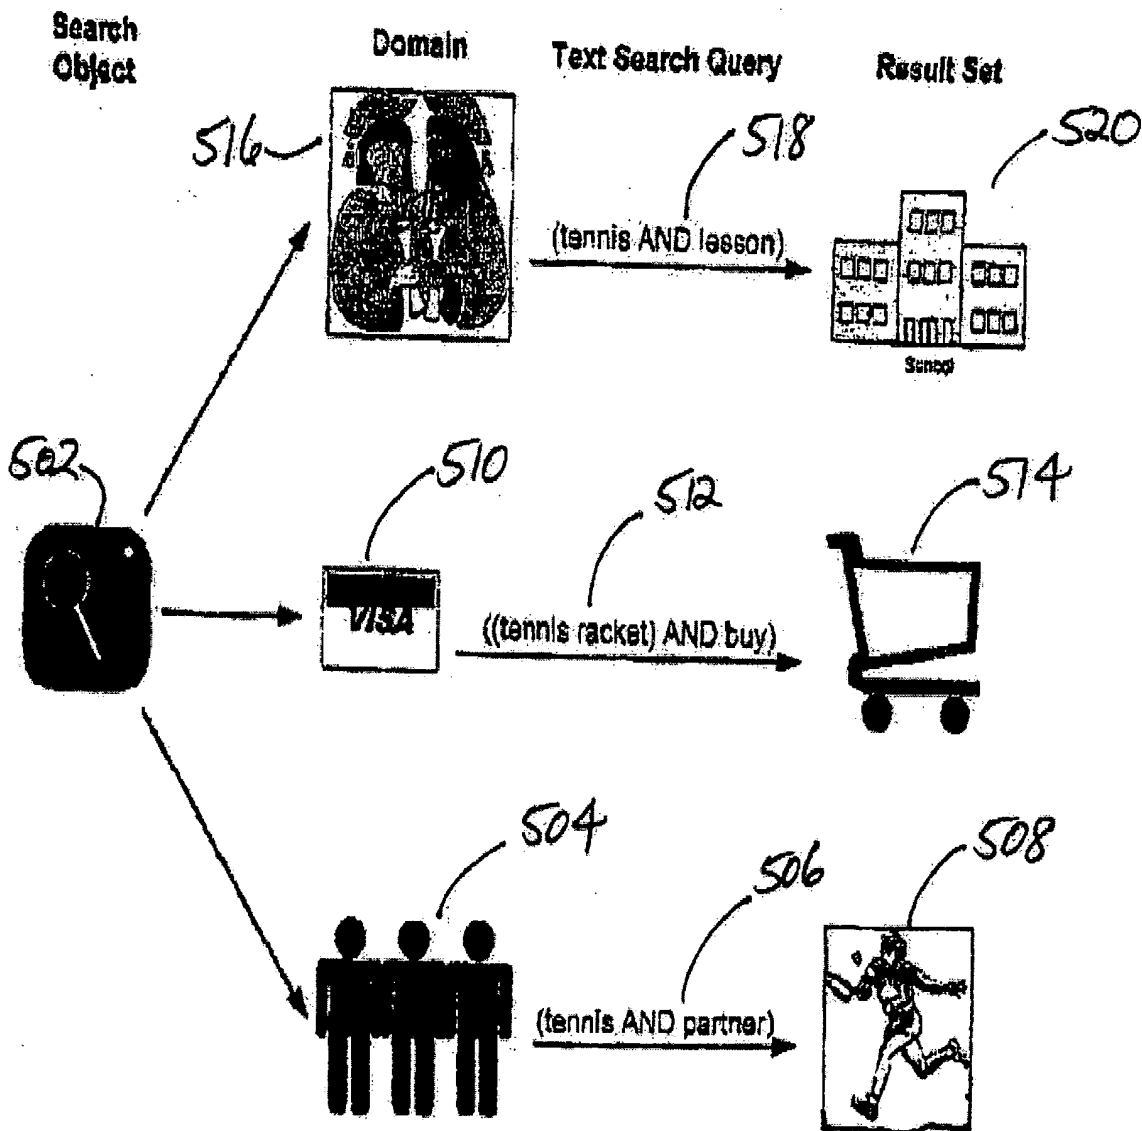 Search
Object
Domain
Text Search Query
Result Set
516
518
520
(tennis AND lesson)
School
502
510
512
514
VISA
((tennis racket) AND buy)
504
506
508
(tennis AND partner)